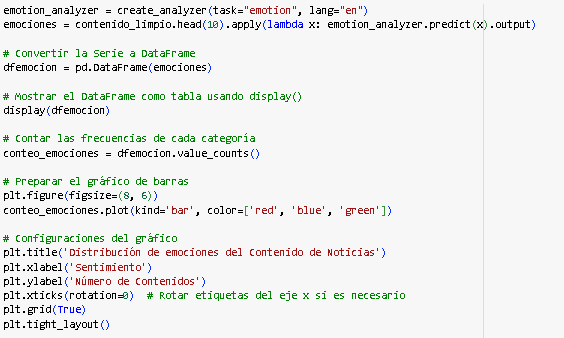 emotion_analyzer = create_analyzer(task="emotion", lang="en")
emociones = contenido_limpio.head(10).apply(lambda x: emotion_analyzer.predict(x).output)
# Convertir la Serie a DataFrame
dfemocion = pd.DataFrame(emociones)
# Mostrar el DataFrame como tabla usando display()
display(dfemocion)
# Contar las frecuencias de cada categoría
conteo_emociones = dfemocion.value_counts()
# Preparar el gráfico de barras
plt.figure(figsize=(8, 6))
conteo_emociones.plot(kind='bar', color=['red', 'blue', 'green'])
# Configuraciones del gráfico
plt.title('Distribución de emociones del Contenido de Noticias')
plt.xlabel('Sentimiento')
plt.ylabel('Número de Contenidos')
plt.xticks(rotation=0)  # Rotar etiquetas del eje x si es necesario
plt.grid(True)
plt.tight_layout()